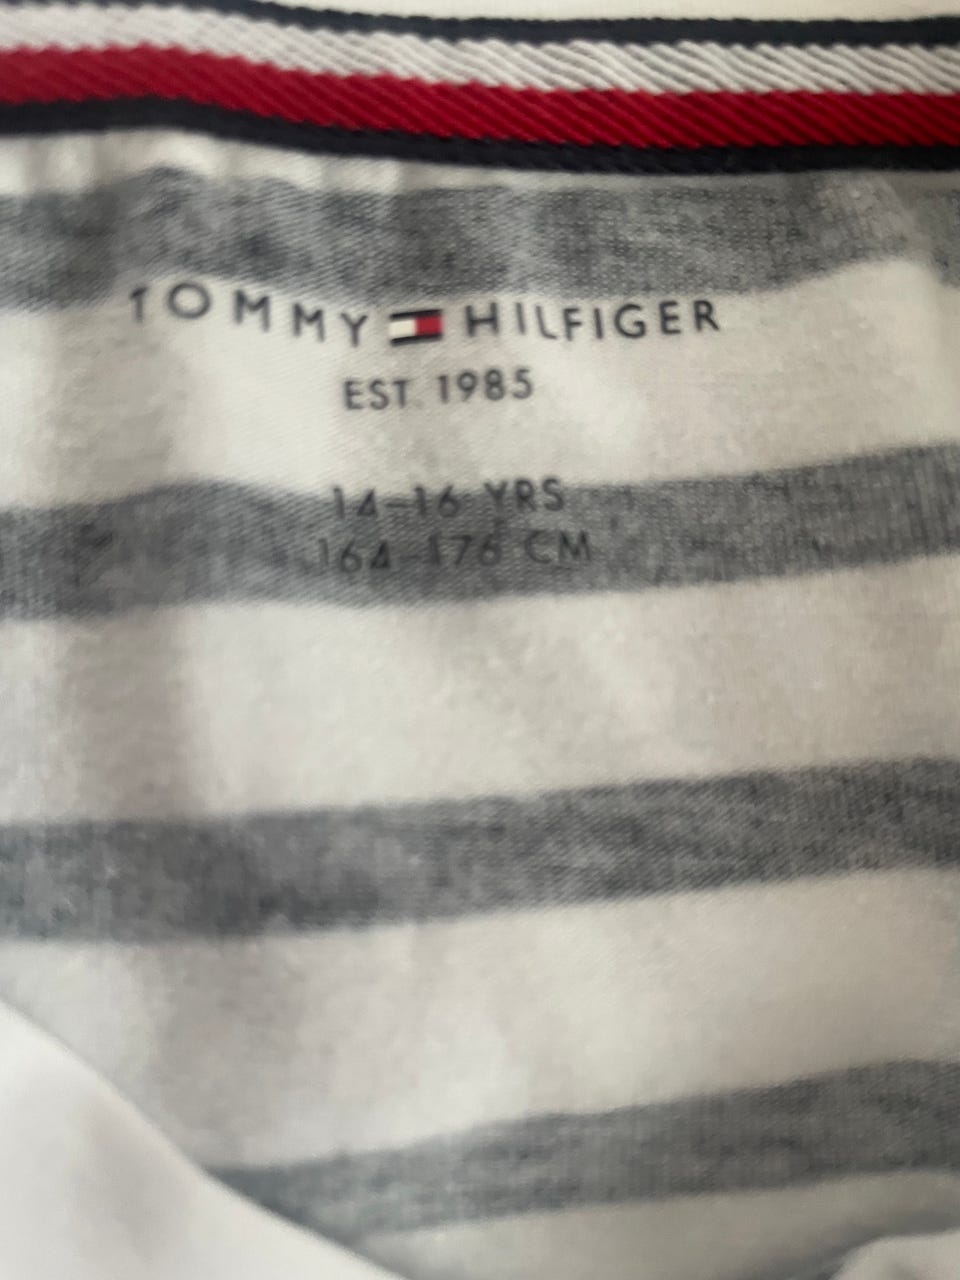 TOMMY HILFIGER
EST. 1985
14-16 YRS
164-176 CM